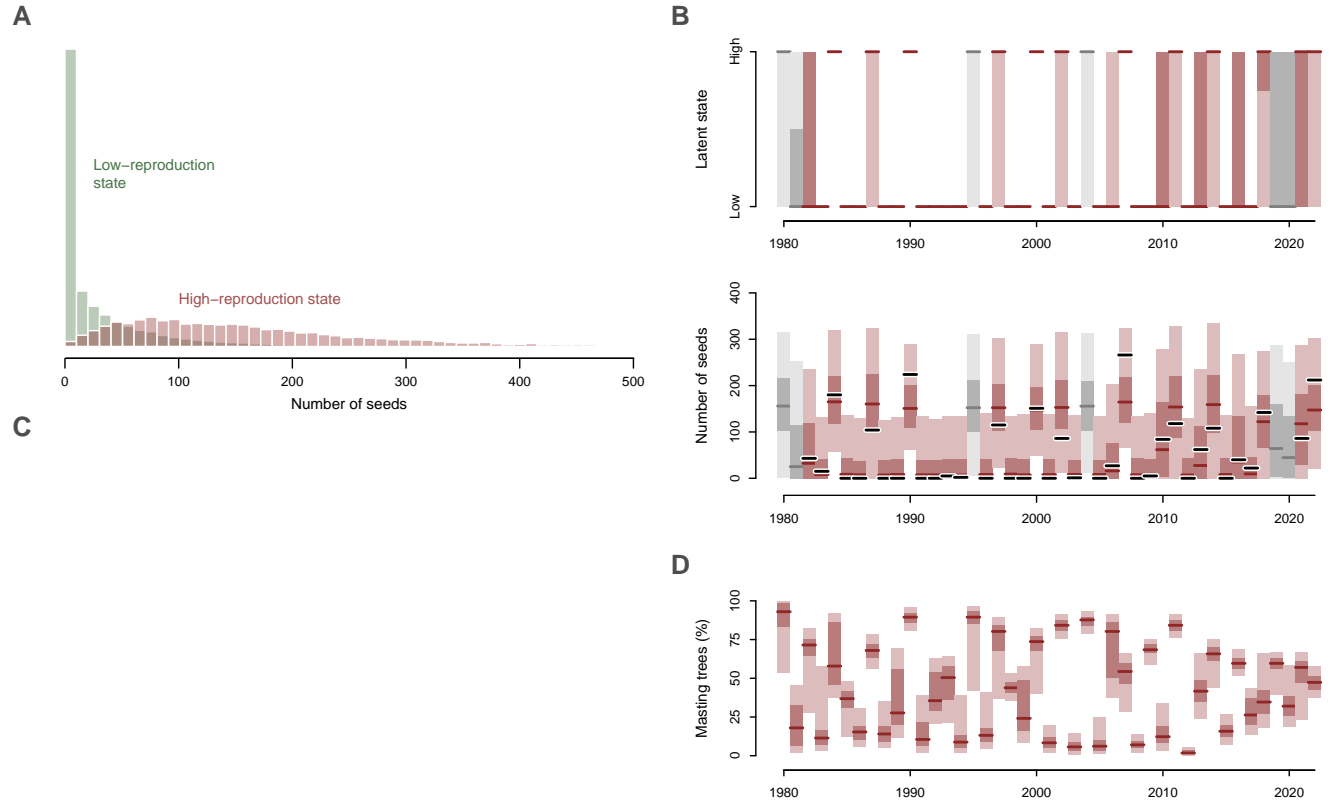 A
Low−reproduction
state
High−reproduction state
0 100 200 300 400 500
Number of seeds
B
High
Low
Latent state
1980 1990 2000 2010 2020
400
300
200
100
0
Number of seeds
1980 1990 2000 2010 2020
C
D
100
75
50
25
0
Masting trees (%)
1980 1990 2000 2010 2020